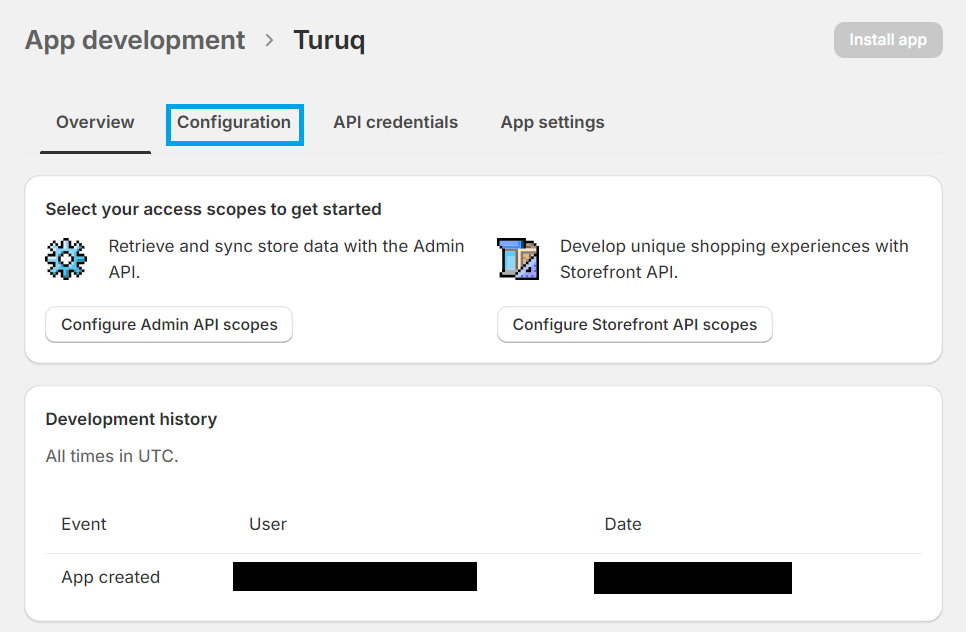 App development > Turuq
Install app
Overview Configuration API credentials App settings
Select your access scopes to get started
Retrieve and sync store data with the Admin
API.
Develop unique shopping experiences with
Storefront API.
Configure Admin API scopes
Configure Storefront API scopes
Development history
All times in UTC.
Event User Date
App created